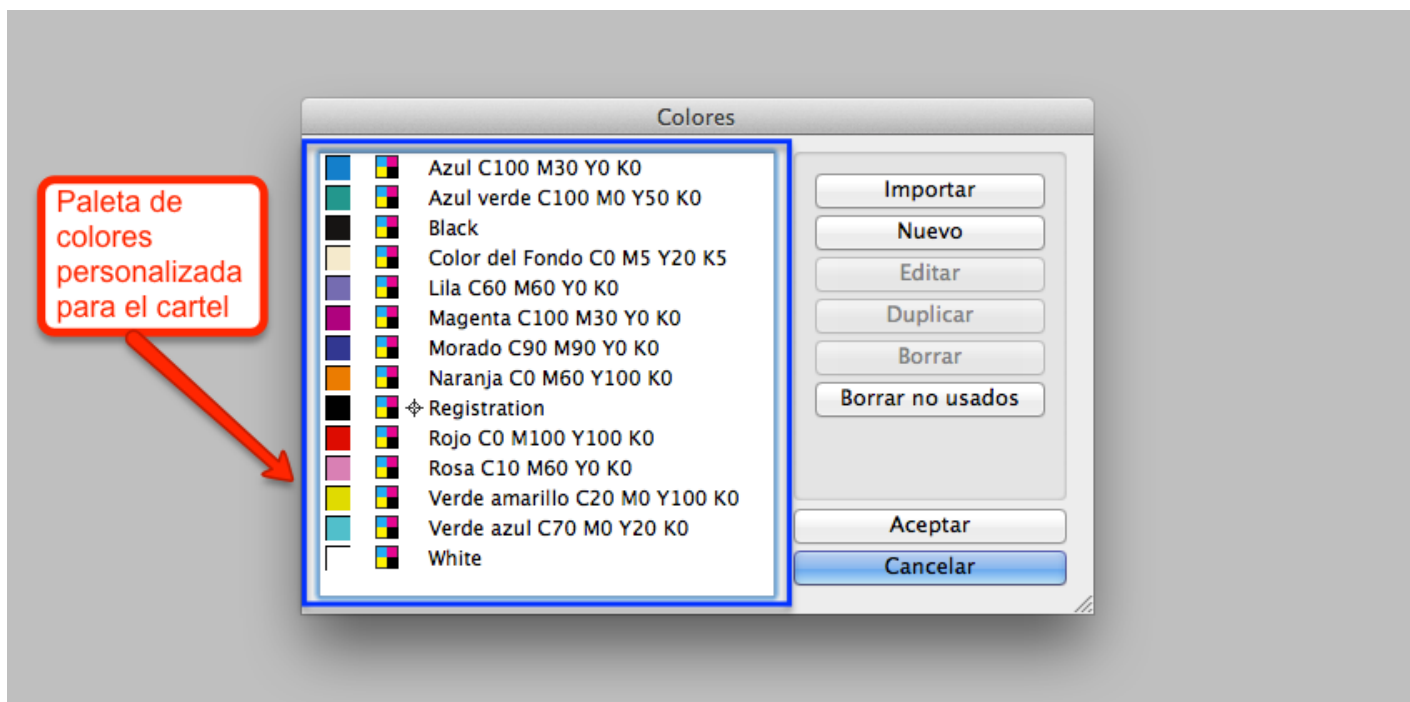 Colores
Paleta de
colores
personalizada
para el cartel
Azul C100 M30 Y0 K0
Azul verde C100 M0 Y50 K0
Black
Color del Fondo C0 M5 Y20 K5
Lila C60 M60 Y0 K0
Magenta C100 M30 Y0 K0
Morado C90 M90 Y0 K0
Naranja C0 M60 Y100 K0
Registration
Rojo C0 M100 Y100 K0
Rosa C10 M60 Y0 K0
Verde amarillo C20 M0 Y100 K0
Verde azul C70 M0 Y20 K0
White
Importar
Nuevo
Editar
Duplicar
Borrar
Borrar no usados
Aceptar
Cancelar